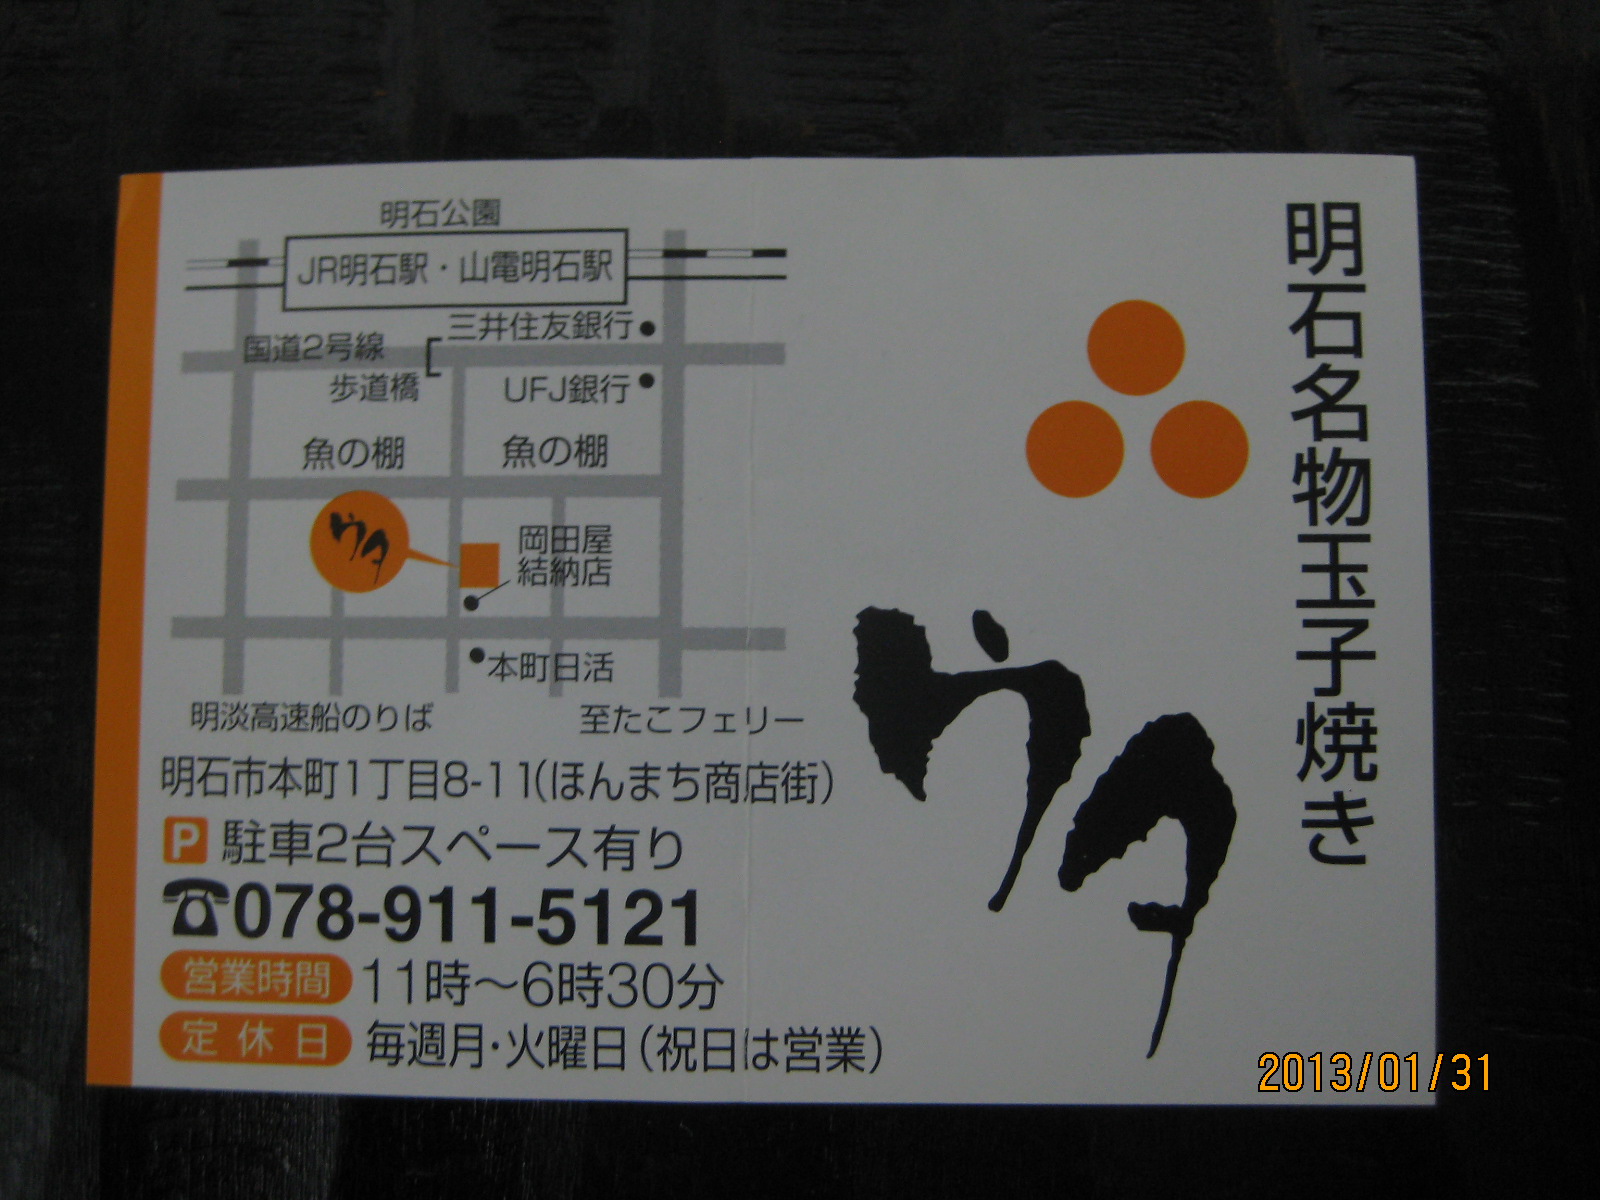 明石名物玉子焼き
ゴ
明石公園
JR明石駅・山電明石駅
三井住友銀行
国道2号線
歩道橋
UFJ銀行
魚の棚
魚の棚
岡田屋
結納店
本町日活
明淡高速船のりば
至たこフェリー
明石市本町1丁目8-11(ほんまち商店街)
P 駐車2台スペース有り
☎078-911-5121
営業時間 11時〜6時30分
定休日 毎週月・火曜日(祝日は営業)
2013/01/31